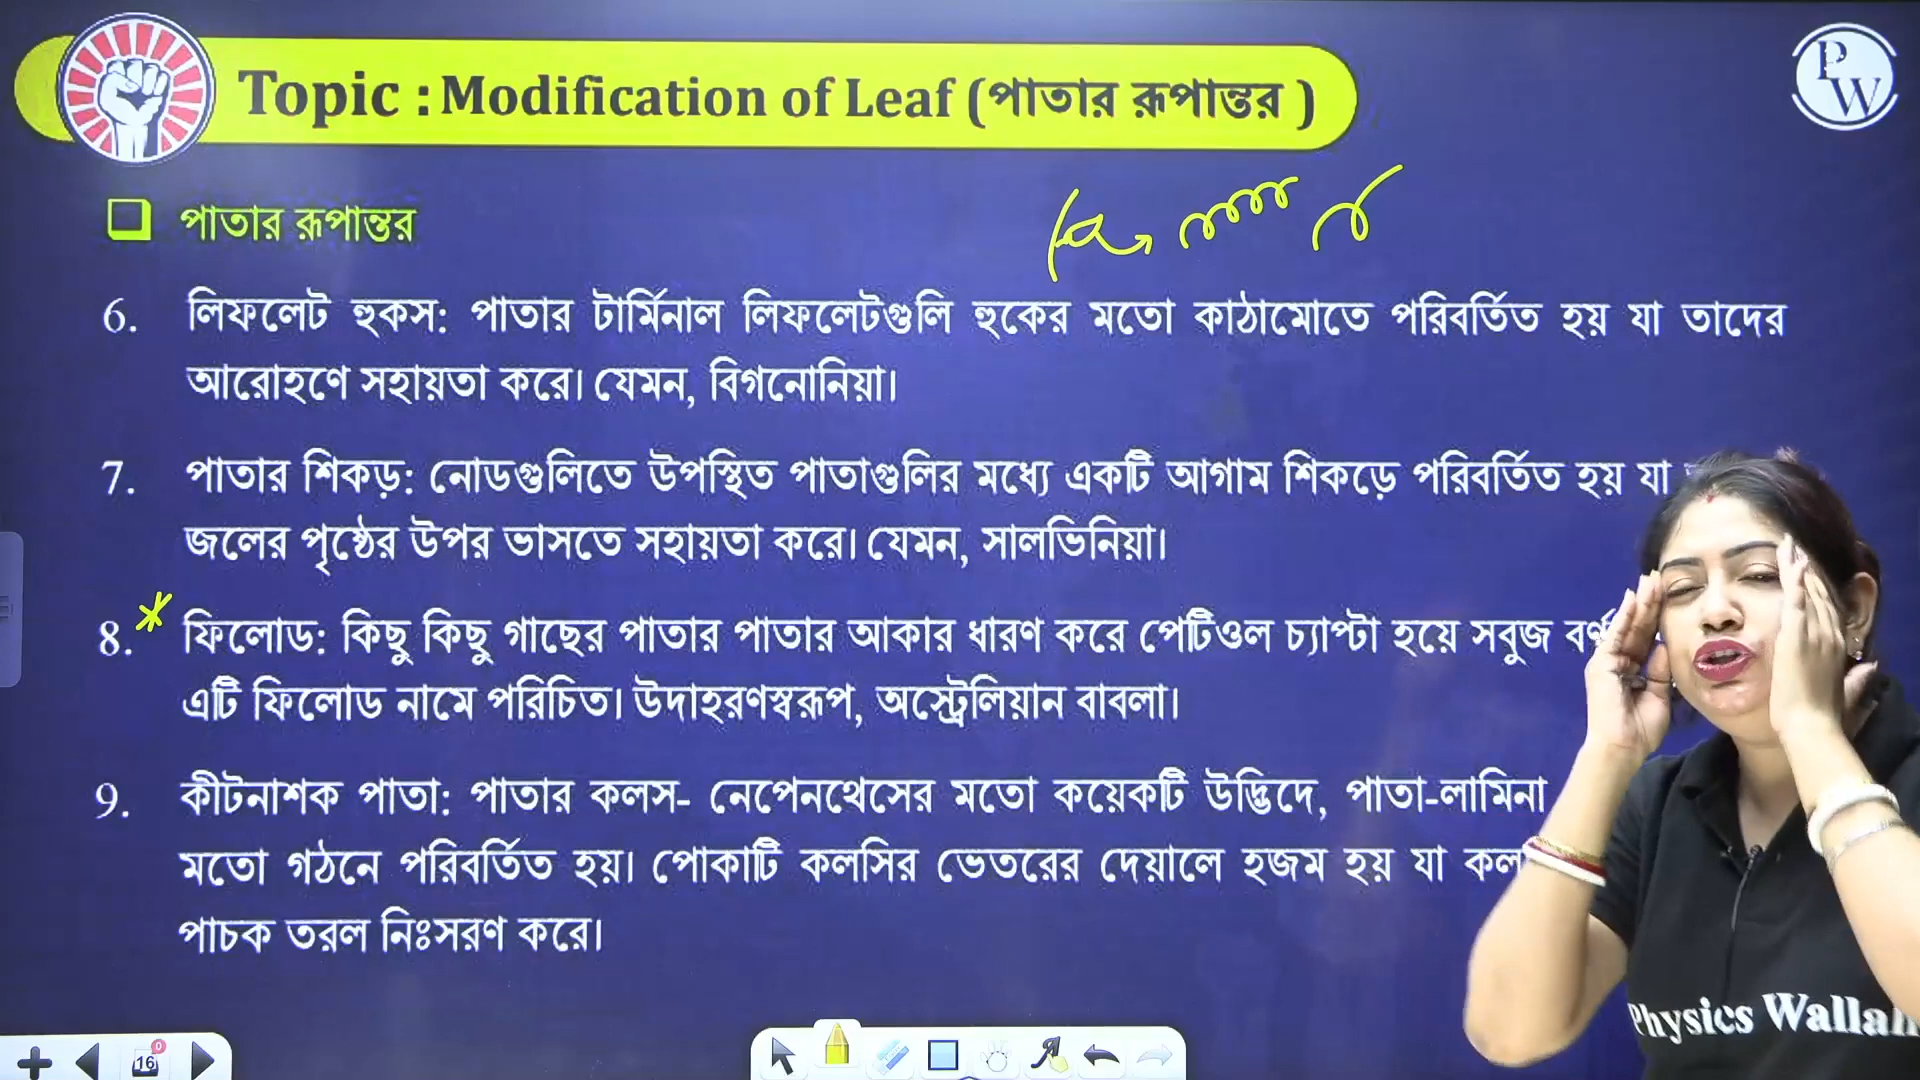 Topic : Modification of Leaf (পাতার রূপান্তর )
PW
❑ পাতার রূপান্তর
6. লিফলেট হুকস: পাতার টার্মিনাল লিফলেটগুলি হুকের মতো কাঠামোতে পরিবর্তিত হয় যা তাদের
আরোহণে সহায়তা করে। যেমন, বিগনোনিয়া।
7. পাতার শিকড়: নোডগুলিতে উপস্থিত পাতাগুলির মধ্যে একটি আগাম শিকড়ে পরিবর্তিত হয় যা
জলের পৃষ্ঠের উপর ভাসতে সহায়তা করে। যেমন, সালভিনিয়া।
8. * ফিলোড: কিছু কিছু গাছের পাতার পাতার আকার ধারণ করে পেটিওল চ্যাপ্টা হয়ে সবুজ
এটি ফিলোড নামে পরিচিত। উদাহরণস্বরূপ, অস্ট্রেলিয়ান বাবলা।
9. কীটনাশক পাতা: পাতার কলস- নেপেনথেসের মতো কয়েকটি উদ্ভিদে, পাতা-লামিনা
মতো গঠনে পরিবর্তিত হয়। পোকাটি কলসির ভেতরের দেয়ালে হজম হয় যা
পাচক তরল নিঃসরণ করে।
Physics Wallah
16 0